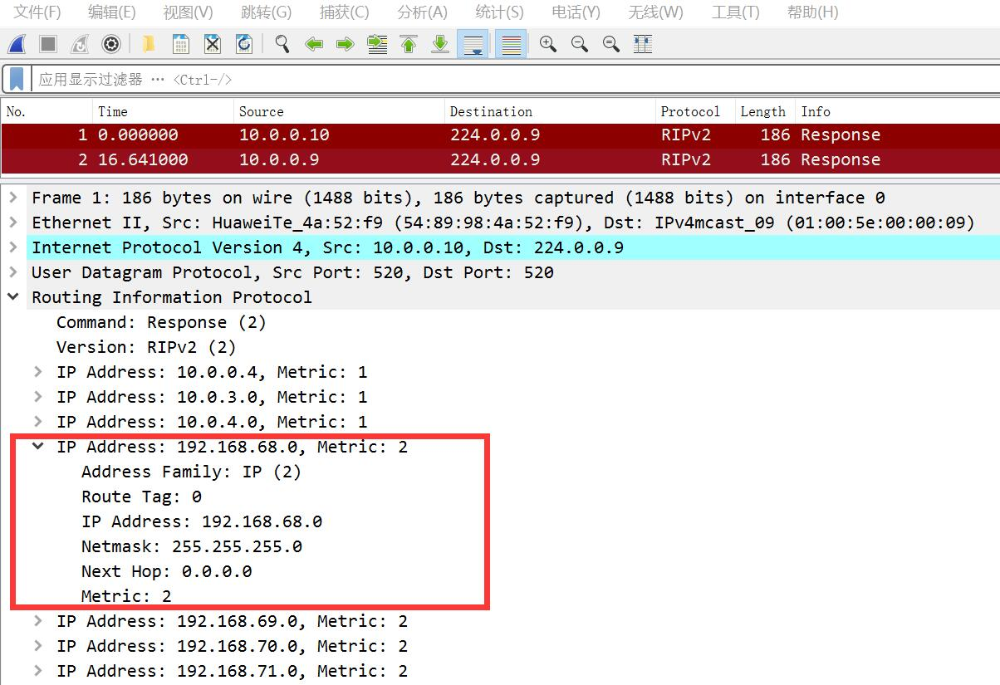 文件(F) 编辑(E) 视图(V) 跳转(G) 捕获(C) 分析(A) 统计(S) 电话(Y) 无线(W) 工具(T) 帮助(H)
应用显示过滤器 … <Ctrl-/>
No. Time Source Destination Protocol Length Info
1 0.000000 10.0.0.10 224.0.0.9 RIPv2 186 Response
2 16.641000 10.0.0.9 224.0.0.9 RIPv2 186 Response
Frame 1: 186 bytes on wire (1488 bits), 186 bytes captured (1488 bits) on interface 0
Ethernet II, Src: HuaweiTe_4a:52:f9 (54:89:98:4a:52:f9), Dst: IPv4mcast_09 (01:00:5e:00:00:09)
Internet Protocol Version 4, Src: 10.0.0.10, Dst: 224.0.0.9
User Datagram Protocol, Src Port: 520, Dst Port: 520
Routing Information Protocol
Command: Response (2)
Version: RIPv2 (2)
IP Address: 10.0.0.4, Metric: 1
IP Address: 10.0.3.0, Metric: 1
IP Address: 10.0.4.0, Metric: 1
IP Address: 192.168.68.0, Metric: 2
Address Family: IP (2)
Route Tag: 0
IP Address: 192.168.68.0
Netmask: 255.255.255.0
Next Hop: 0.0.0.0
Metric: 2
IP Address: 192.168.69.0, Metric: 2
IP Address: 192.168.70.0, Metric: 2
IP Address: 192.168.71.0, Metric: 2